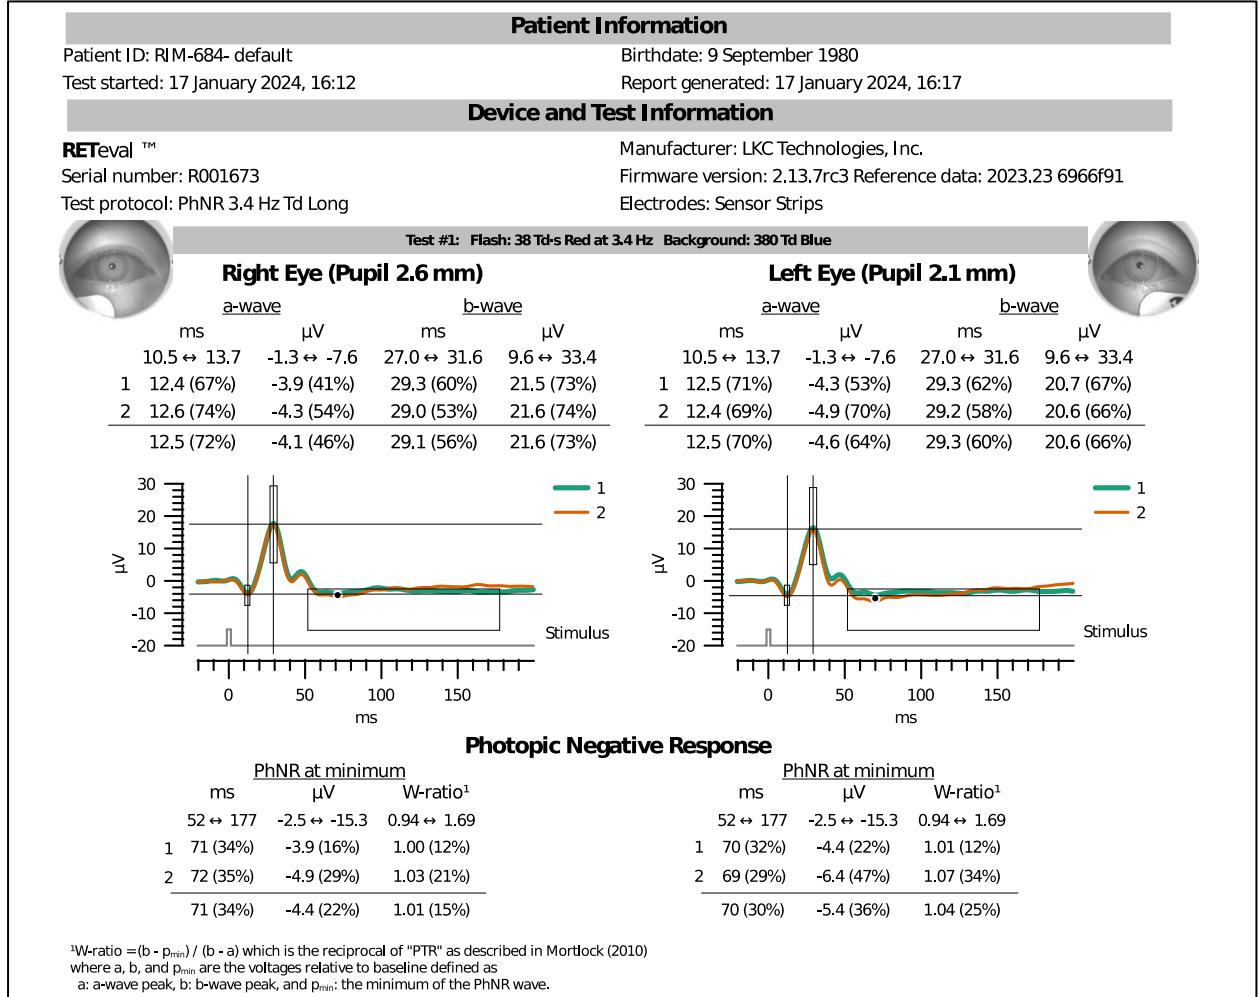 Patient Information
Patient ID: RIM-684- default Birthdate: 9 September 1980
Test started: 17 January 2024, 16:12 Report generated: 17 January 2024, 16:17
Device and Test Information
RETeval ™ Manufacturer: LKC Technologies, Inc.
Serial number: R001673 Firmware version: 2.13.7rc3 Reference data: 2023.23 6966f91
Test protocol: PhNR 3.4 Hz Td Long Electrodes: Sensor Strips
Test #1: Flash: 38 Td·s Red at 3.4 Hz Background: 380 Td Blue
Right Eye (Pupil 2.6 mm)
a-wave b-wave
ms µV ms µV
10.5 ↔ 13.7 -1.3 ↔ -7.6 27.0 ↔ 31.6 9.6 ↔ 33.4
1 12.4 (67%) -3.9 (41%) 29.3 (60%) 21.5 (73%)
2 12.6 (74%) -4.3 (54%) 29.0 (53%) 21.6 (74%)
12.5 (72%) -4.1 (46%) 29.1 (56%) 21.6 (73%)
30
20
10
0
-10
-20
µV
1
2
Stimulus
0 50 100 150
ms
Left Eye (Pupil 2.1 mm)
a-wave b-wave
ms µV ms µV
10.5 ↔ 13.7 -1.3 ↔ -7.6 27.0 ↔ 31.6 9.6 ↔ 33.4
1 12.5 (71%) -4.3 (53%) 29.3 (62%) 20.7 (67%)
2 12.4 (69%) -4.9 (70%) 29.2 (58%) 20.6 (66%)
12.5 (70%) -4.6 (64%) 29.3 (60%) 20.6 (66%)
30
20
10
0
-10
-20
µV
1
2
Stimulus
0 50 100 150
ms
Photopic Negative Response
PhNR at minimum
ms µV W-ratio¹
52 ↔ 177 -2.5 ↔ -15.3 0.94 ↔ 1.69
1 71 (34%) -3.9 (16%) 1.00 (12%)
2 72 (35%) -4.9 (29%) 1.03 (21%)
71 (34%) -4.4 (22%) 1.01 (15%)
PhNR at minimum
ms µV W-ratio¹
52 ↔ 177 -2.5 ↔ -15.3 0.94 ↔ 1.69
1 70 (32%) -4.4 (22%) 1.01 (12%)
2 69 (29%) -6.4 (47%) 1.07 (34%)
70 (30%) -5.4 (36%) 1.04 (25%)
¹W-ratio = (b - pmin) / (b - a) which is the reciprocal of "PTR" as described in Mortlock (2010)
where a, b, and pmin are the voltages relative to baseline defined as
a: a-wave peak, b: b-wave peak, and pmin: the minimum of the PhNR wave.